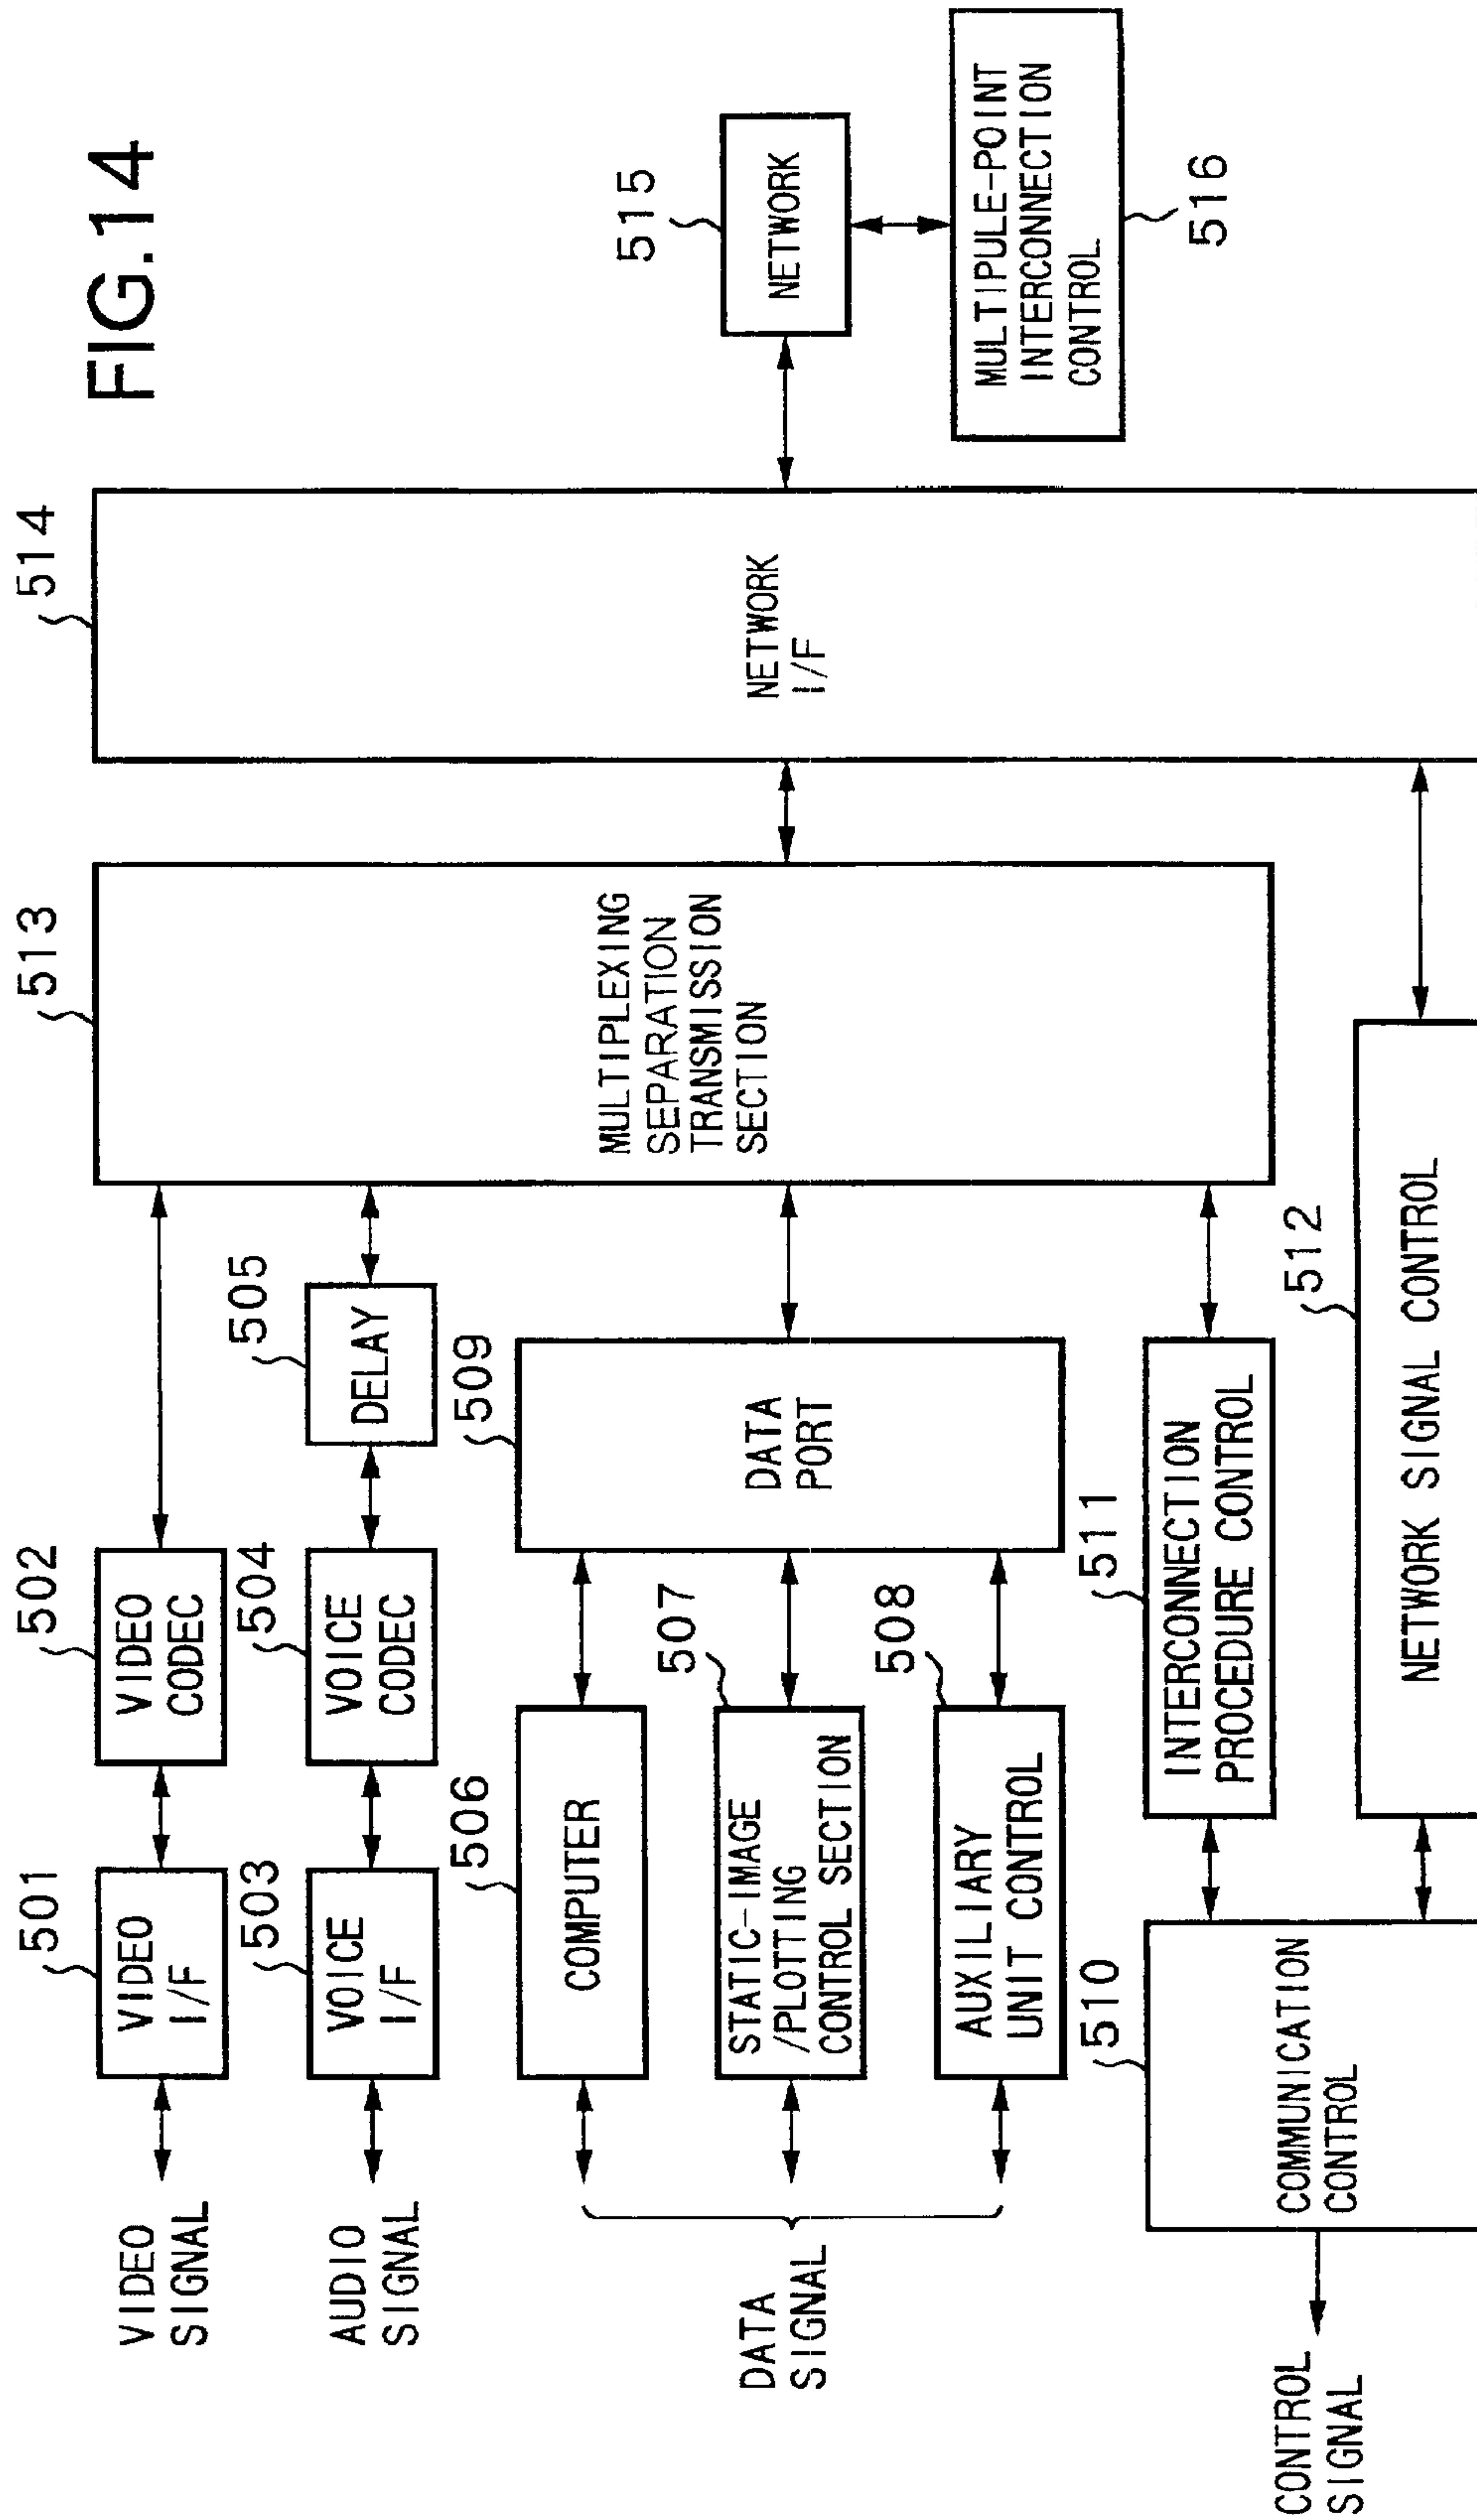 FIG.14
VIDEO
SIGNAL
501
VIDEO
I/F
502
VIDEO
CODEC
AUDIO
SIGNAL
503
VOICE
I/F
504
VOICE
CODEC
505
DELAY
DATA
SIGNAL
506
COMPUTER
507
STATIC-IMAGE
/PLOTTING
CONTROL SECTION
508
AUXILIARY
UNIT CONTROL
509
DATA
PORT
CONTROL
SIGNAL
510
COMMUNICATION
CONTROL
511
INTERCONNECTION
PROCEDURE CONTROL
512
NETWORK SIGNAL CONTROL
513
MULTIPLEXING
SEPARATION
TRANSMISSION
SECTION
514
NETWORK
I/F
515
NETWORK
MULTIPULE-POINT
INTERCONNECTION
CONTROL
516